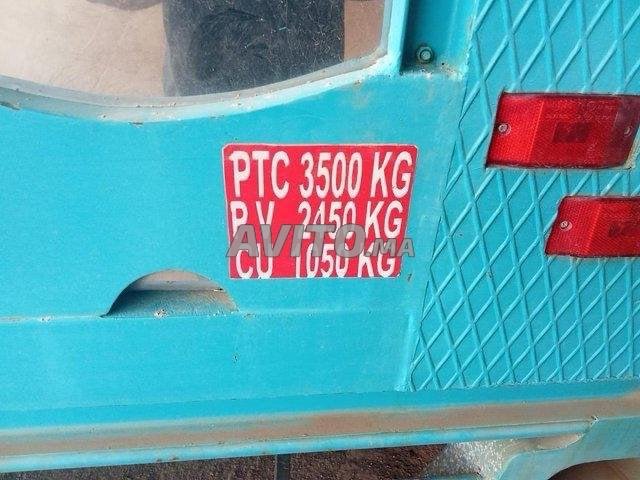 PTC 3500 KG
P.V 2450 KG
AVITO.MA
CU 1050 KG